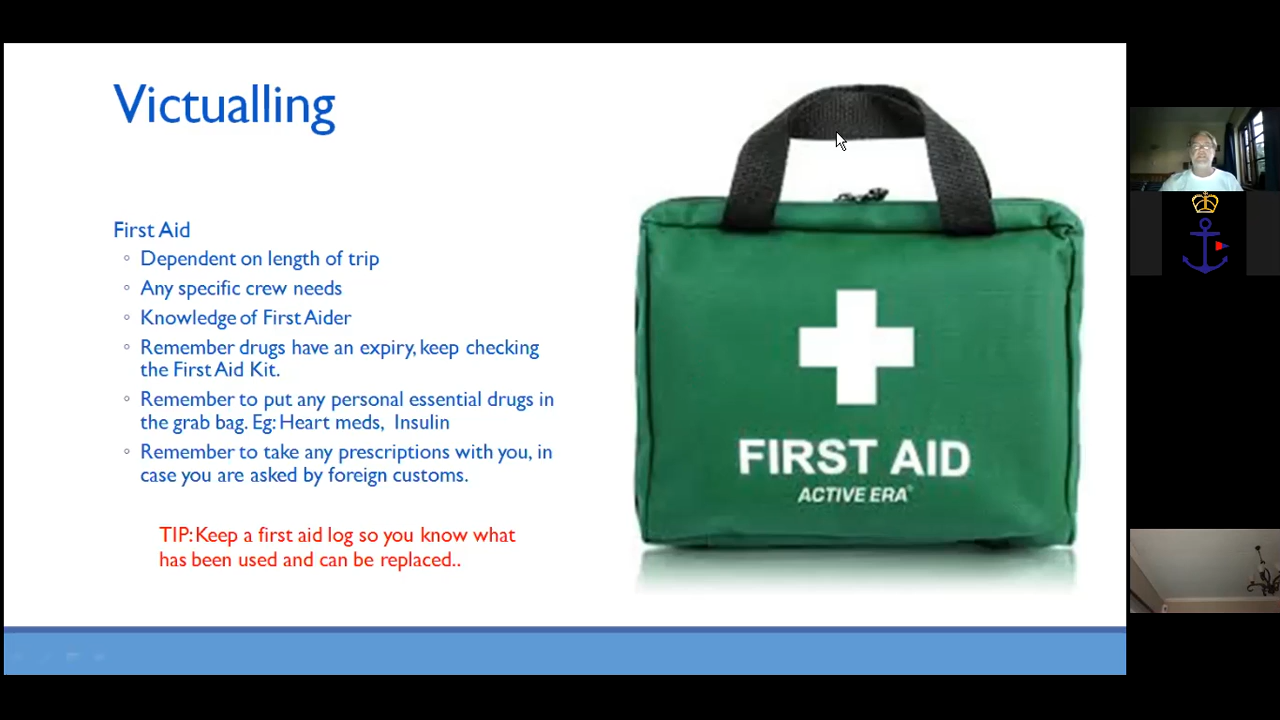 Victualling
First Aid
◦ Dependent on length of trip
◦ Any specific crew needs
◦ Knowledge of First Aider
◦ Remember drugs have an expiry, keep checking
the First Aid Kit.
◦ Remember to put any personal essential drugs in
the grab bag. Eg: Heart meds, Insulin
◦ Remember to take any prescriptions with you, in
case you are asked by foreign customs.
TIP: Keep a first aid log so you know what
has been used and can be replaced..
FIRST AID
ACTIVE ERA®